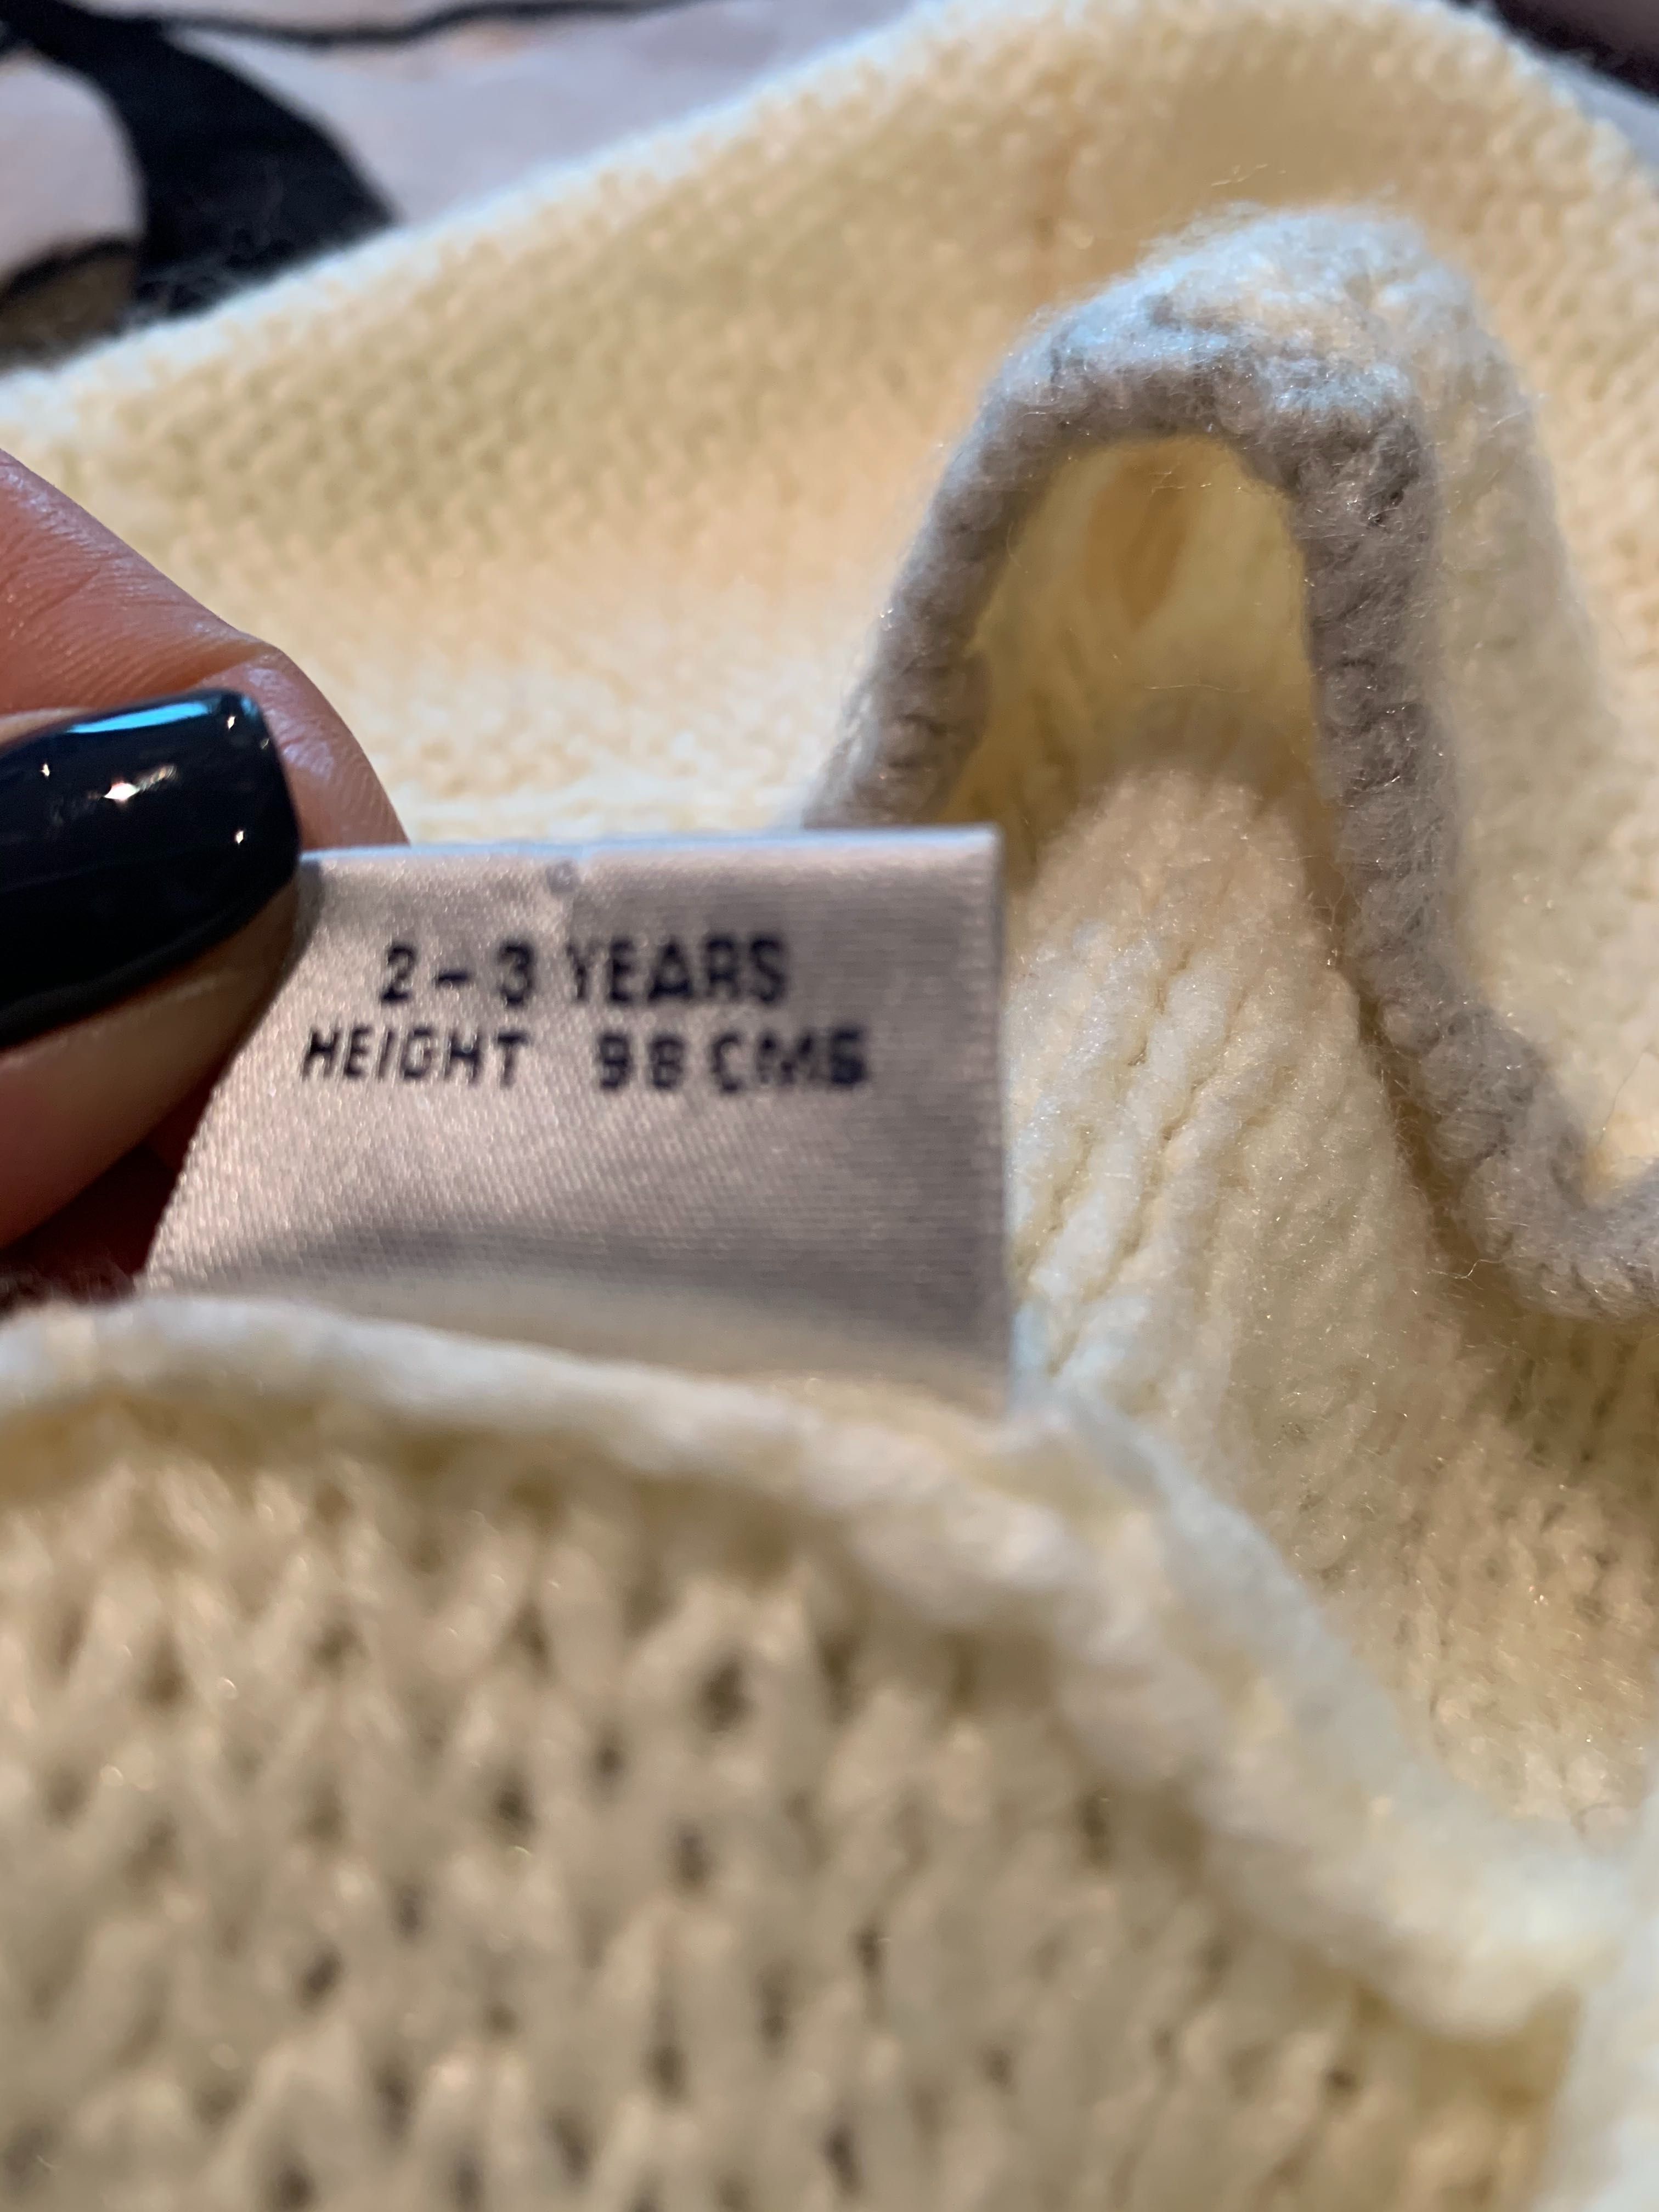 2-3 YEARS
HEIGHT 98 CMS